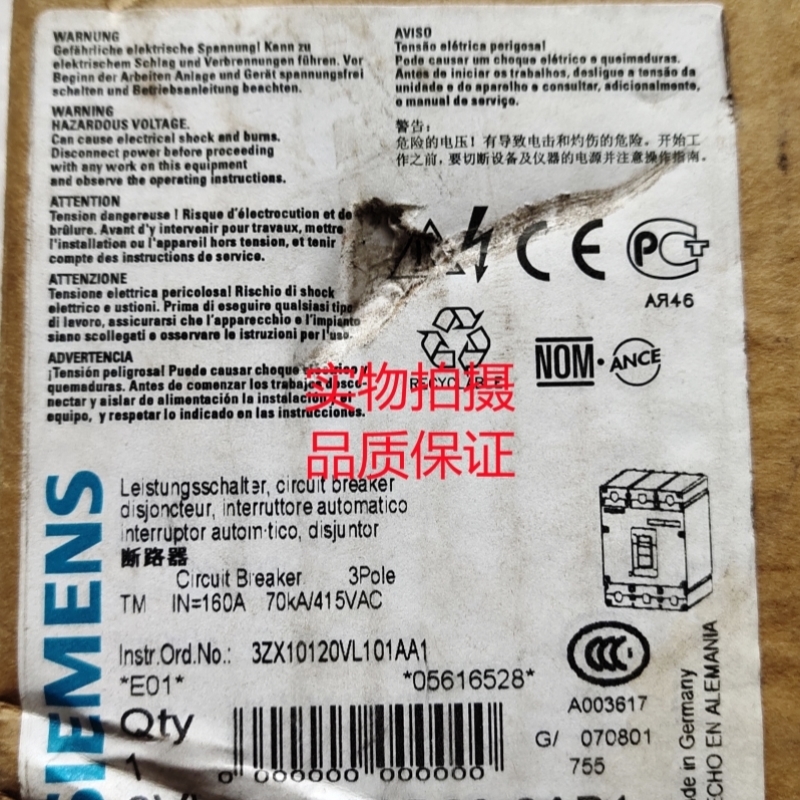 WARNUNG
Gefährliche elektrische Spannung! Kann zu
elektrischem Schlag und Verbrennungen führen. Vor
Beginn der Arbeiten Anlage und Gerät spannungsfrei
schalten und Betriebsanleitung beachten.
WARNING
HAZARDOUS VOLTAGE.
Can cause electrical shock and burns.
Disconnect power before proceeding
with any work on this equipment
and observe the operating instructions.
ATTENTION
Tension dangereuse ! Risque d'électrocution et de
brûlure. Avant d'y intervenir pour travaux, mettre
l'installation ou l'appareil hors tension, et tenir
compte des instructions de service.
ATTENZIONE
Tensione elettrica pericolosa! Rischio di shock
elettrico e ustioni. Prima di eseguire qualsiasi tipo
di lavoro, assicurarsi che l'apparecchio e l'impianto
siano scollegati e osservare le istruzioni per l'uso.
ADVERTENCIA
¡Tensión peligrosa! Puede causar choque
quemaduras. Antes de comenzar los trabajos
nectar y aislar de alimentación la instalación
equipo, y respetar lo indicado en las instrucciones.
AVISO
Tensão elétrica perigosa!
Pode causar um choque elétrico e queimaduras.
Antes de iniciar os trabalhos, desligue a tensão da
unidade e do aparelho e consultar, adicionalmente,
o manual do serviço.
警告:
危险的电压! 有导致电击和灼伤的危险。开始工
作之前, 要切断设备及仪器的电源并注意操作指南。
CE
PCT
АЯ46
RECYCLABLE
NOM · ANCE
实物拍摄
品质保证
SIEMENS
Leistungsschalter, circuit breaker
disjoncteur, interruttore automatico
interruptor autom·tico, disjuntor
断路器
Circuit Breaker 3Pole
TM IN=160A 70kA/415VAC
Instr.Ord.No.: 3ZX10120VL101AA1
*E01* *05616528*
Qty
1
0 000000 000000
CCC
A003617
G/ 070801
755
de in Germany
ECHO EN ALEMANIA